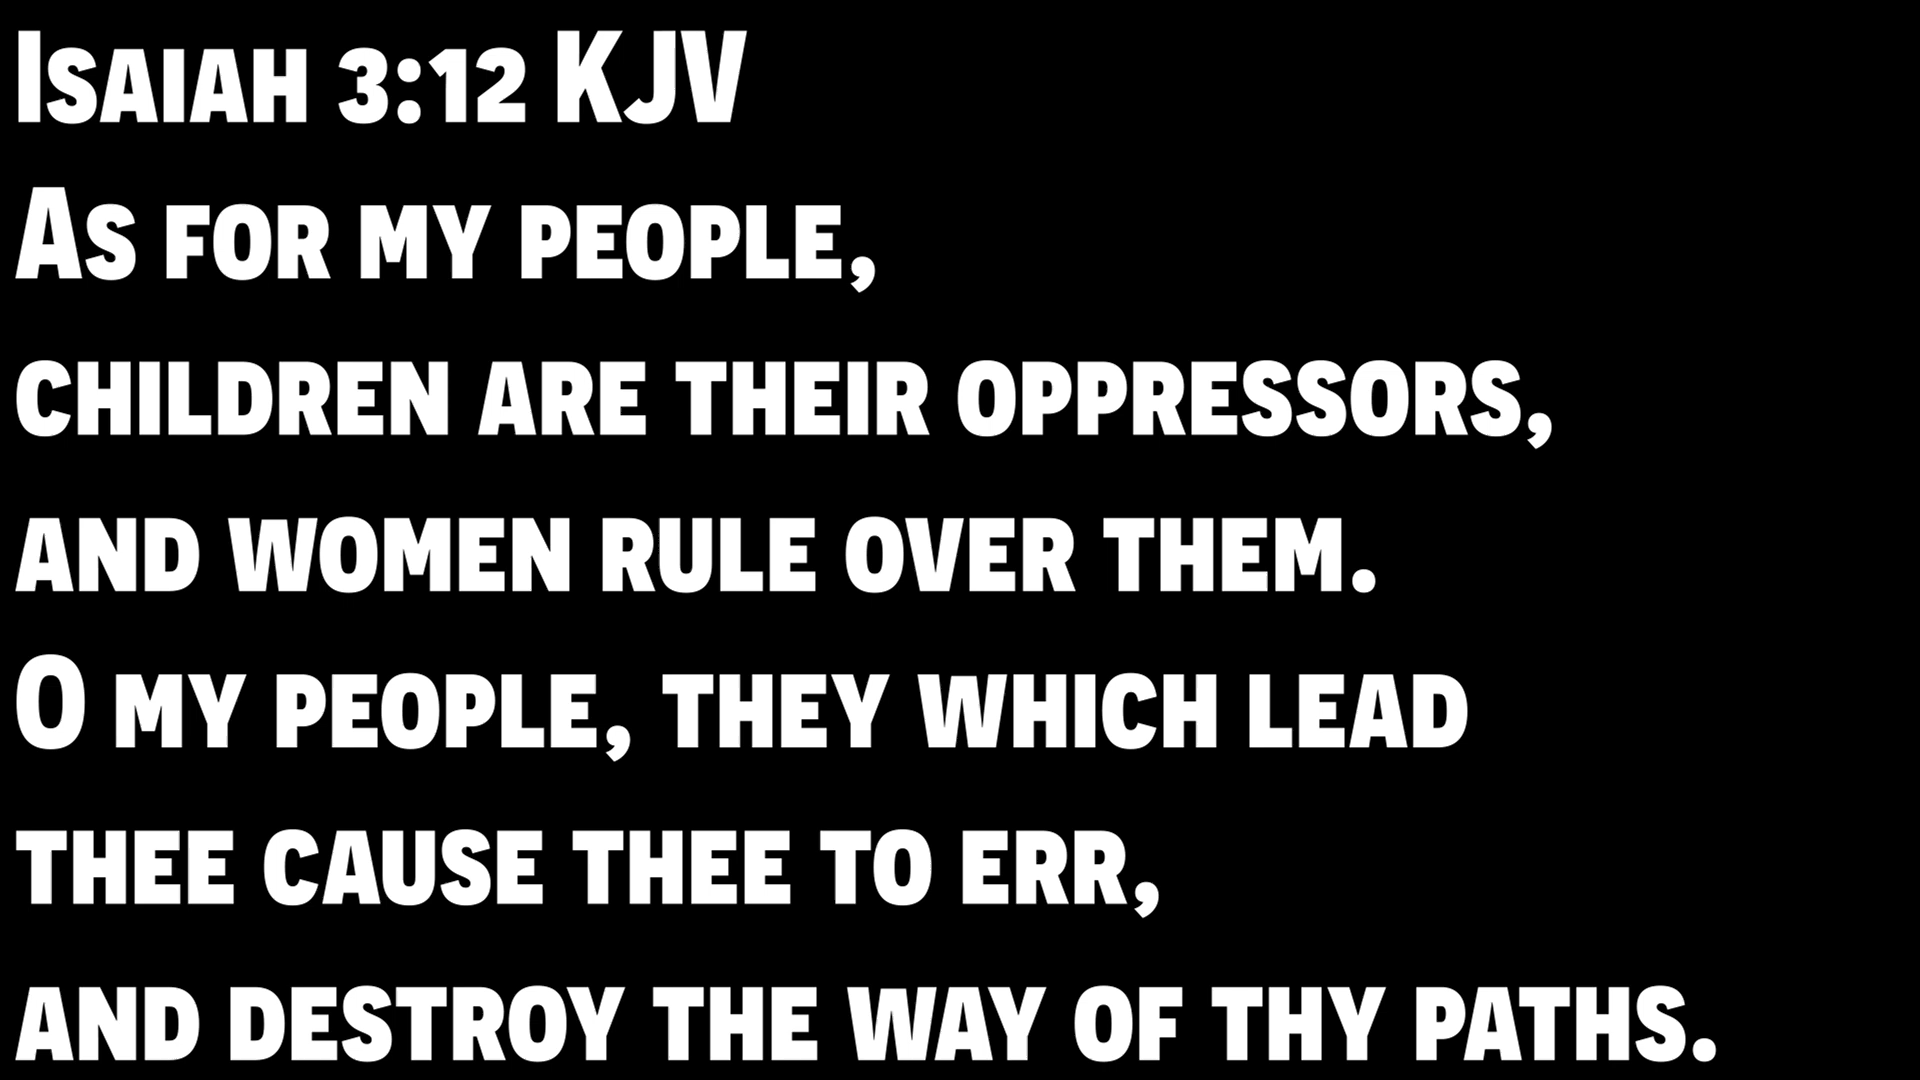 Isaiah 3:12 KJV
As for my people,
children are their oppressors,
and women rule over them.
O my people, they which lead
thee cause thee to err,
and destroy the way of thy paths.